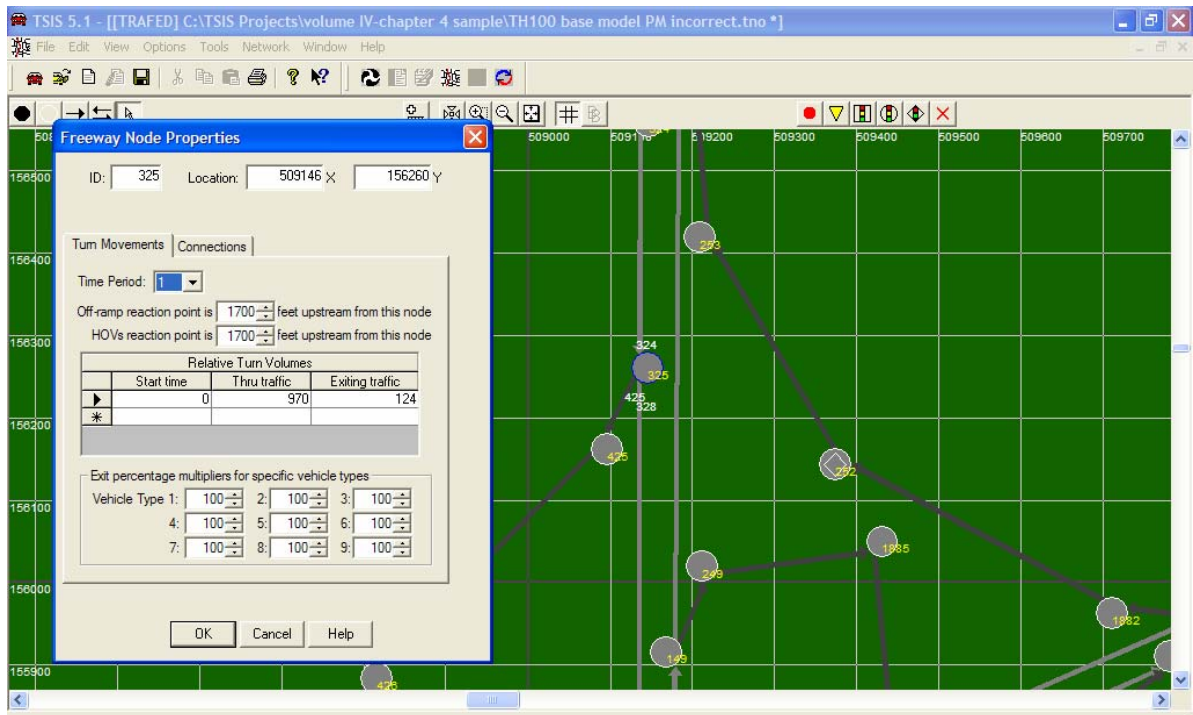 TSIS 5.1 - [[TRAFED] C:\TSIS Projects\volume IV-chapter 4 sample\TH100 base model PM incorrect.tno *]
File Edit View Options Tools Network Window Help
Freeway Node Properties
ID: 325 Location: 509146 X 156260 Y
Turn Movements Connections
Time Period: 1
Off-ramp reaction point is 1700 feet upstream from this node
HOVs reaction point is 1700 feet upstream from this node
Relative Turn Volumes
Start time Thru traffic Exiting traffic
0 970 124
*
Exit percentage multipliers for specific vehicle types
Vehicle Type 1: 100 2: 100 3: 100
4: 100 5: 100 6: 100
7: 100 8: 100 9: 100
OK Cancel Help
509000 509200 509300 509400 509500 509600 509700
156500
156400
156300
156200
156100
156000
155900
253
324
325
425
328
425
252
1885
249
1882
149
426